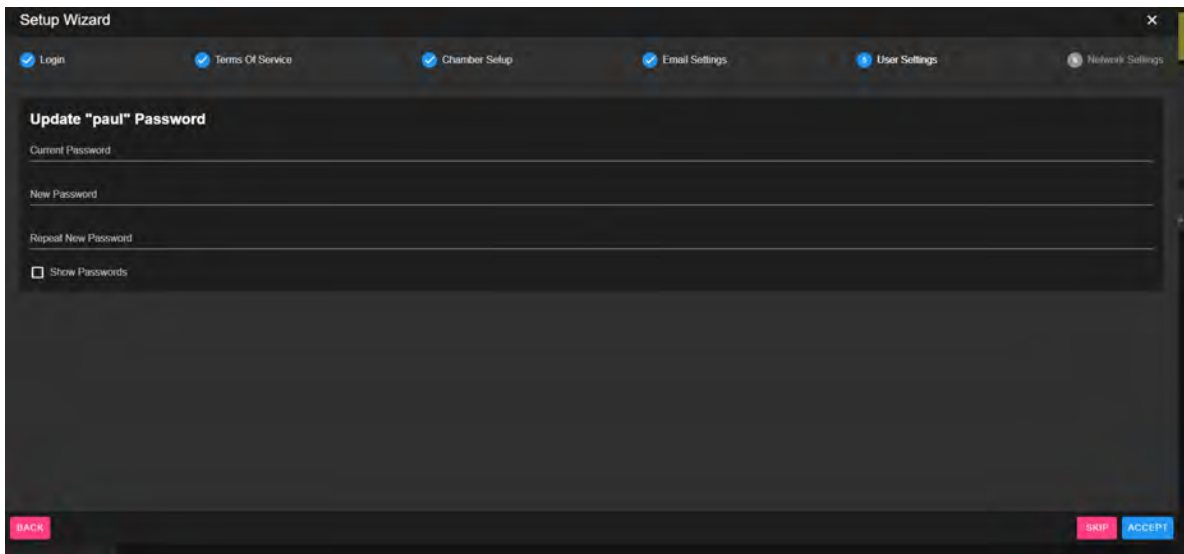 Setup Wizard
Login Terms Of Service Chamber Setup Email Settings User Settings Network Settings
Update "paul" Password
Current Password
New Password
Repeat New Password
Show Passwords
BACK SKIP ACCEPT